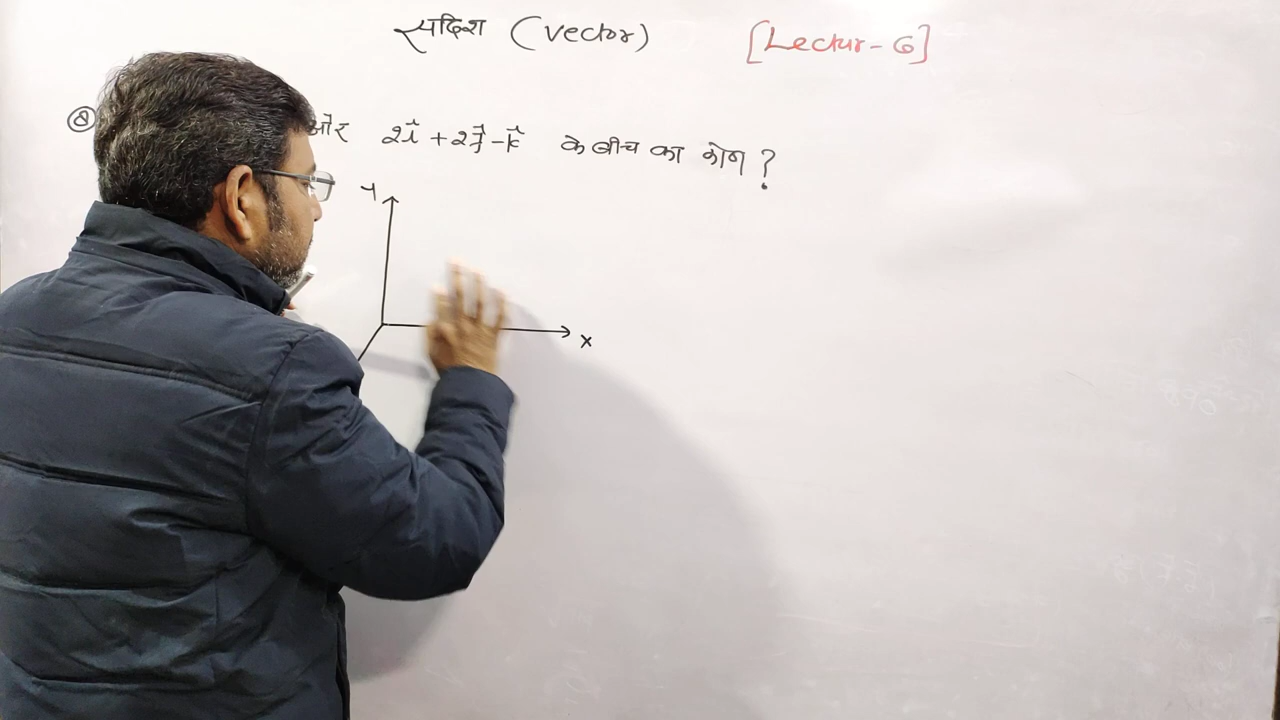 सदिश (vector) [Lectur-6]
⑧ और 2i⃗ + 2j⃗ - k⃗ के बीच का कोण ?
Y
X